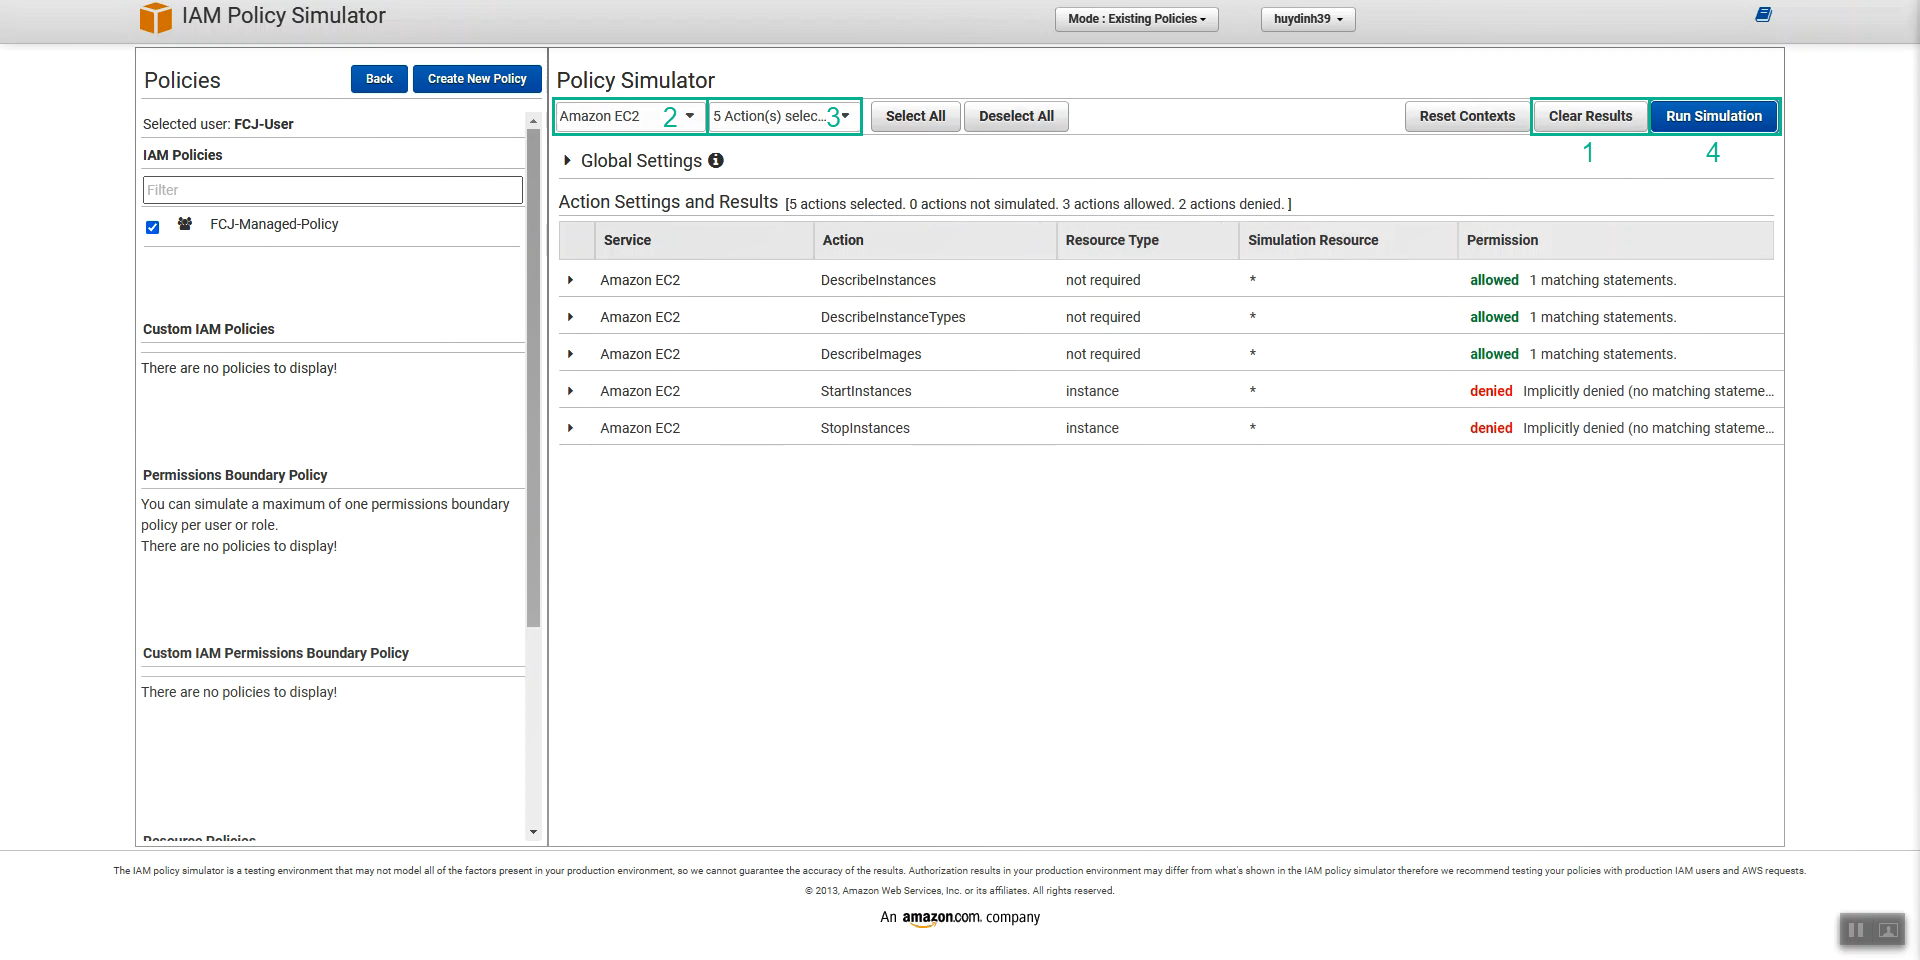 IAM Policy Simulator
Mode : Existing Policies
huydinh39
Policies
Back
Create New Policy
Selected user: FCJ-User
IAM Policies
Filter
FCJ-Managed-Policy
Custom IAM Policies
There are no policies to display!
Permissions Boundary Policy
You can simulate a maximum of one permissions boundary
policy per user or role.
There are no policies to display!
Custom IAM Permissions Boundary Policy
There are no policies to display!
Resource Policies
Policy Simulator
Amazon EC2 2
5 Action(s) selec... 3
Select All
Deselect All
Reset Contexts
Clear Results
Run Simulation
1
4
Global Settings
Action Settings and Results [5 actions selected. 0 actions not simulated. 3 actions allowed. 2 actions denied. ]
Service Action Resource Type Simulation Resource Permission
Amazon EC2 DescribeInstances not required * allowed 1 matching statements.
Amazon EC2 DescribeInstanceTypes not required * allowed 1 matching statements.
Amazon EC2 DescribeImages not required * allowed 1 matching statements.
Amazon EC2 StartInstances instance * denied Implicitly denied (no matching stateme...
Amazon EC2 StopInstances instance * denied Implicitly denied (no matching stateme...
The IAM policy simulator is a testing environment that may not model all of the factors present in your production environment, so we cannot guarantee the accuracy of the results. Authorization results in your production environment may differ from what's shown in the IAM policy simulator therefore we recommend testing your policies with production IAM users and AWS requests.
© 2013, Amazon Web Services, Inc. or its affiliates. All rights reserved.
An amazon.com. company